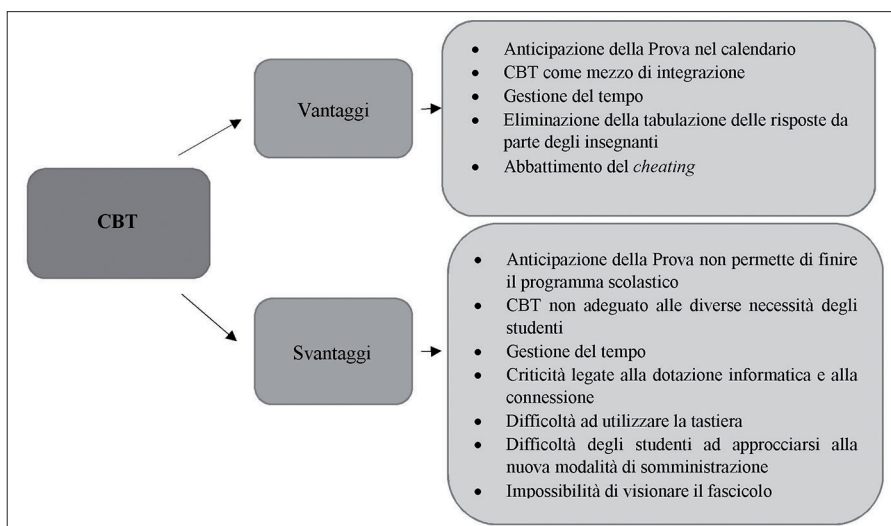 CBT
Vantaggi
• Anticipazione della Prova nel calendario
• CBT come mezzo di integrazione
• Gestione del tempo
• Eliminazione della tabulazione delle risposte da
parte degli insegnanti
• Abbattimento del cheating
Svantaggi
• Anticipazione della Prova non permette di finire
il programma scolastico
• CBT non adeguato alle diverse necessità degli
studenti
• Gestione del tempo
• Criticità legate alla dotazione informatica e alla
connessione
• Difficoltà ad utilizzare la tastiera
• Difficoltà degli studenti ad approcciarsi alla
nuova modalità di somministrazione
• Impossibilità di visionare il fascicolo